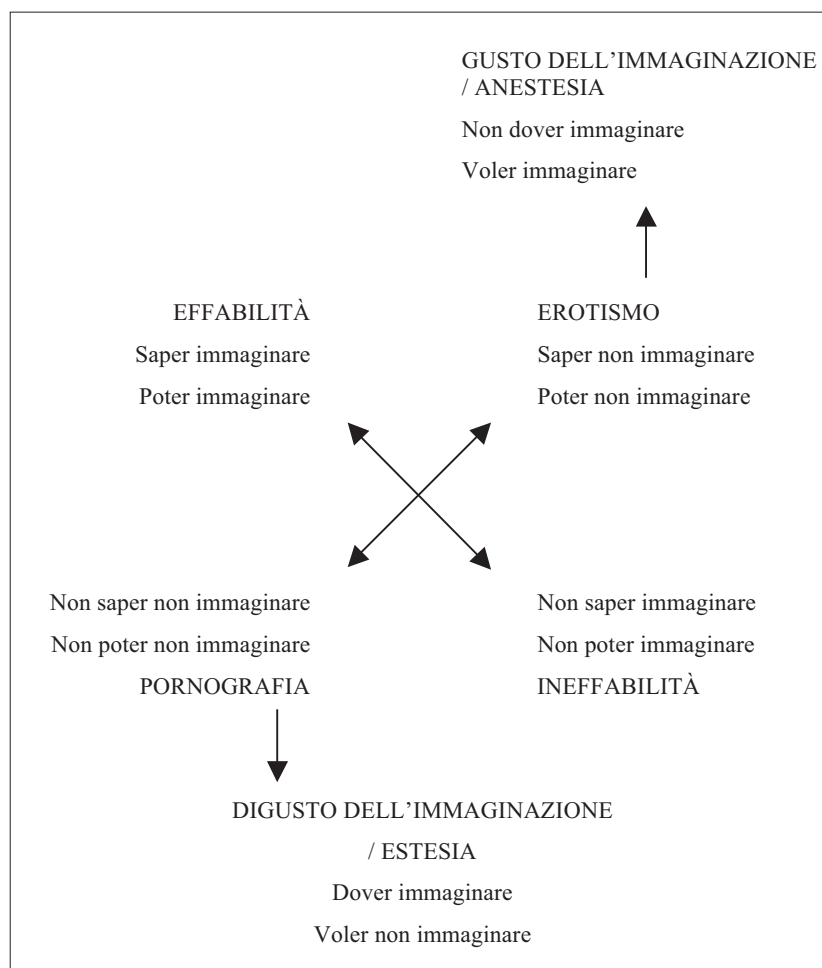 GUSTO DELL’IMMAGINAZIONE
/ ANESTESIA
Non dover immaginare
Voler immaginare
EFFABILITÀ
Saper immaginare
Poter immaginare
EROTISMO
Saper non immaginare
Poter non immaginare
Non saper non immaginare
Non poter non immaginare
PORNOGRAFIA
Non saper immaginare
Non poter immaginare
INEFFABILITÀ
DIGUSTO DELL’IMMAGINAZIONE
/ ESTESIA
Dover immaginare
Voler non immaginare